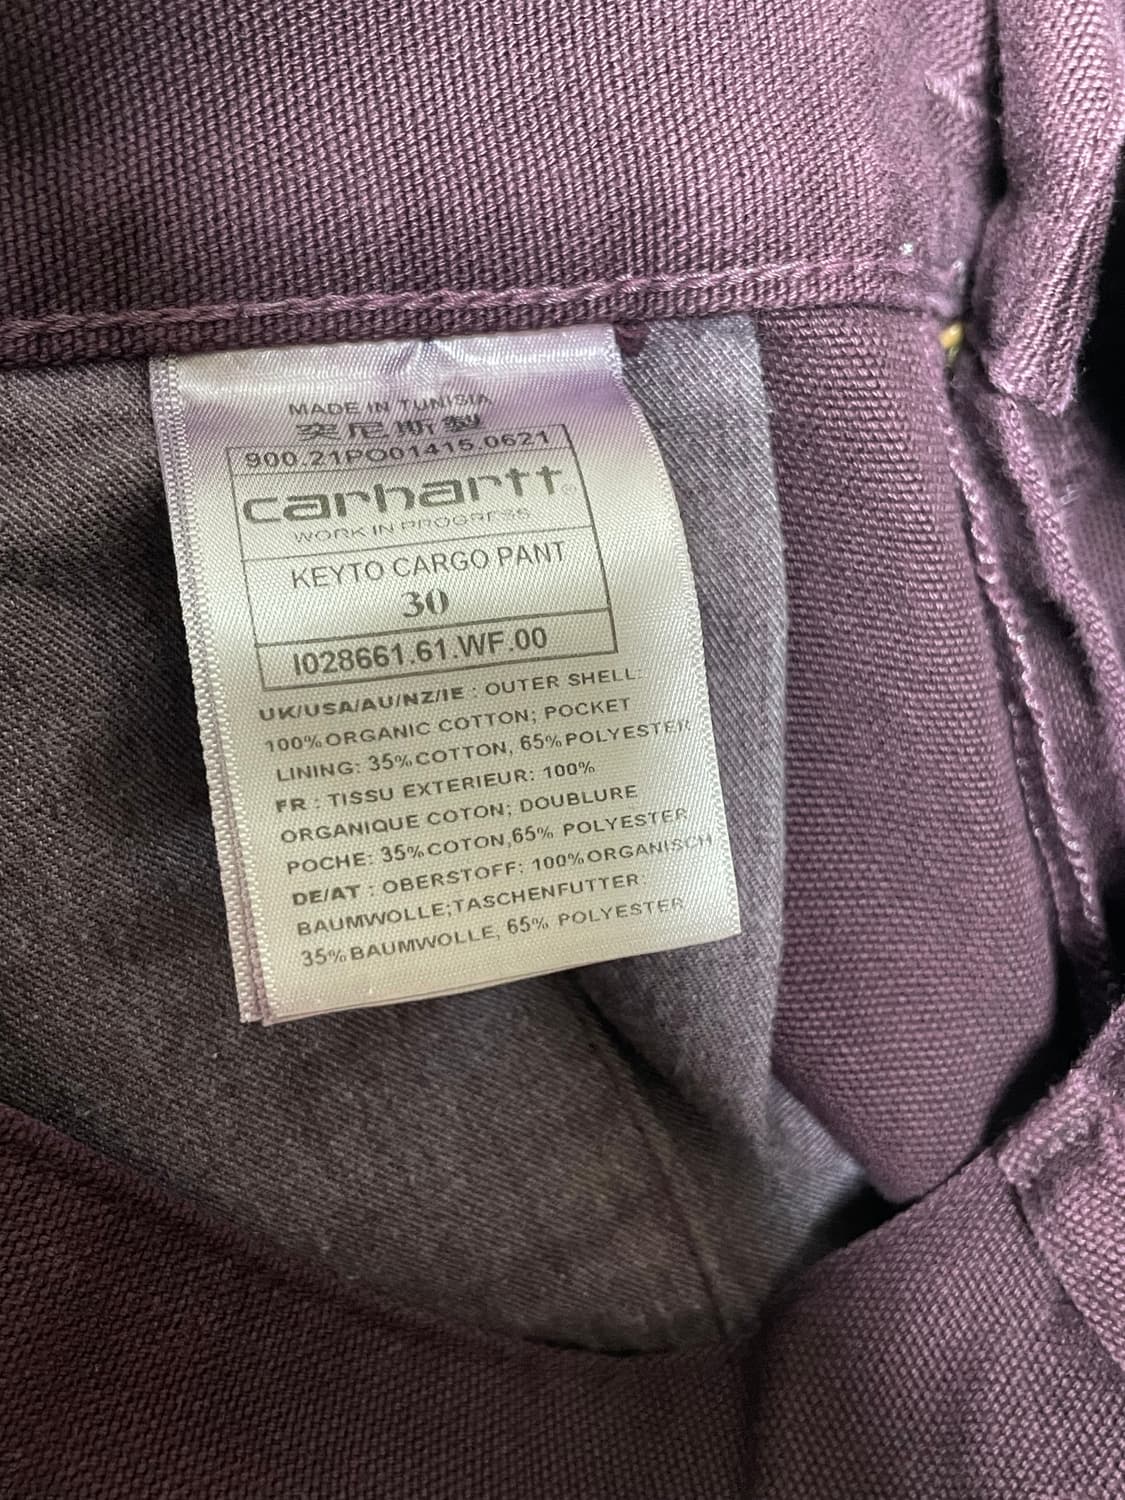 MADE IN TUNISIA
突尼斯製
900.21PO01415.0621
carhartt®
WORK IN PROGRESS
KEYTO CARGO PANT
30
I028661.61.WF.00
UK/USA/AU/NZ/IE : OUTER SHELL:
100% ORGANIC COTTON; POCKET
LINING: 35% COTTON, 65% POLYESTER
FR : TISSU EXTERIEUR: 100%
ORGANIQUE COTON; DOUBLURE
POCHE: 35% COTON,65% POLYESTER
DE/AT : OBERSTOFF: 100% ORGANISCH
BAUMWOLLE;TASCHENFUTTER:
35% BAUMWOLLE, 65% POLYESTER